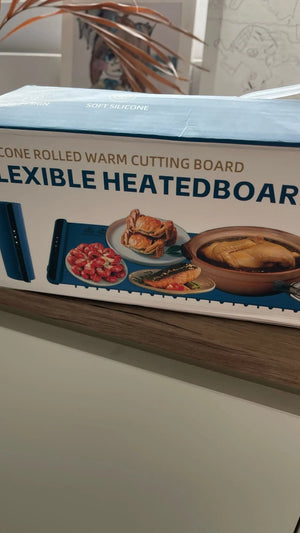 SOFT SILICONE
CONE ROLLED WARM CUTTING BOARD
LEXIBLE HEATEDBOAR